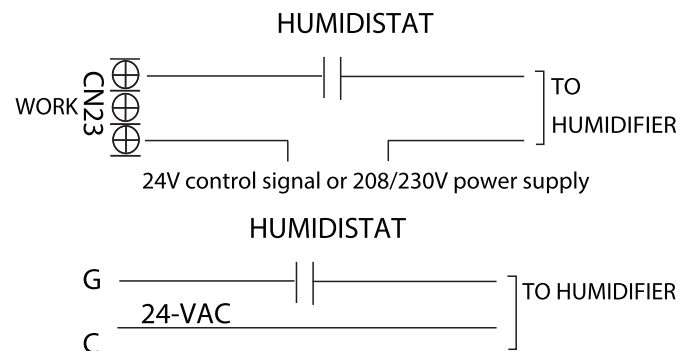 HUMIDISTAT
WORK
CN23
TO
HUMIDIFIER
24V control signal or 208/230V power supply
HUMIDISTAT
G
TO HUMIDIFIER
24-VAC
C